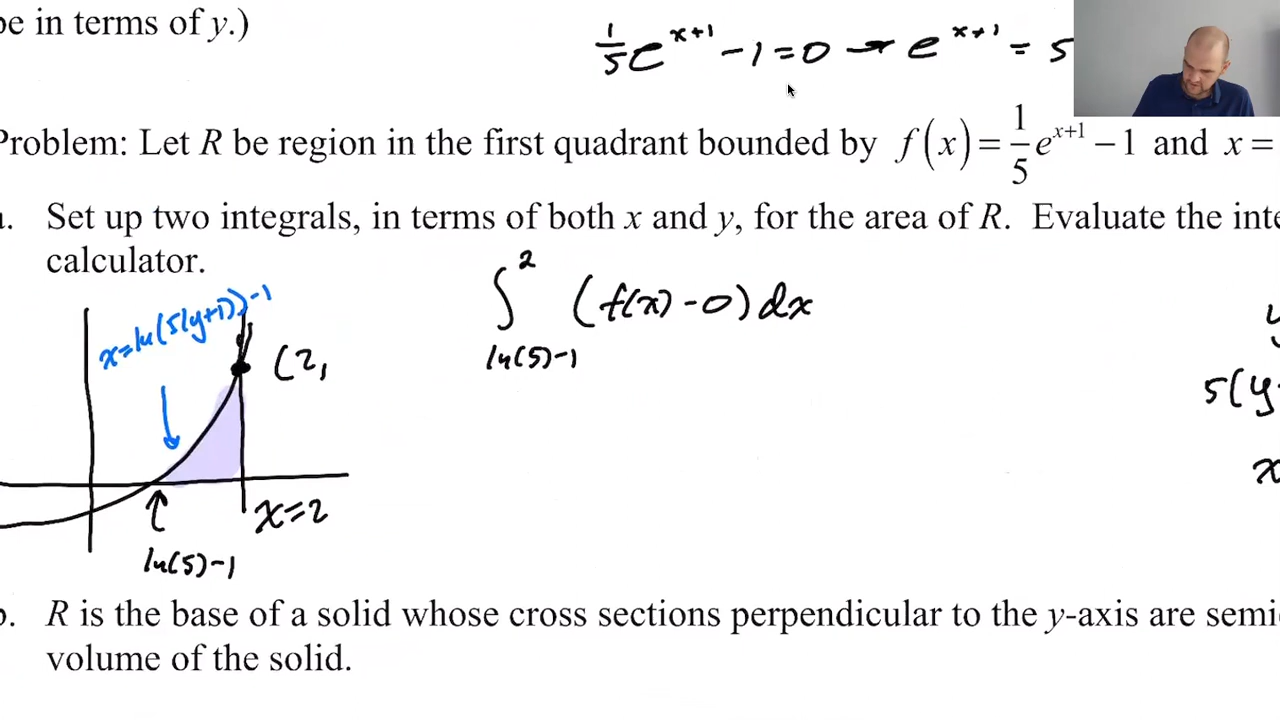 be in terms of y.)
1/5 e^{x+1} - 1 = 0 → e^{x+1} = 5
Problem: Let R be region in the first quadrant bounded by f(x) = 1/5 e^{x+1} − 1 and x =
a. Set up two integrals, in terms of both x and y, for the area of R. Evaluate the inte
calculator.
x=ln(5(y+1))-1
∫_{ln(5)-1}^{2} (f(x) - 0) dx
(2,
5(y
x
x=2
ln(5)-1
b. R is the base of a solid whose cross sections perpendicular to the y-axis are semi
volume of the solid.